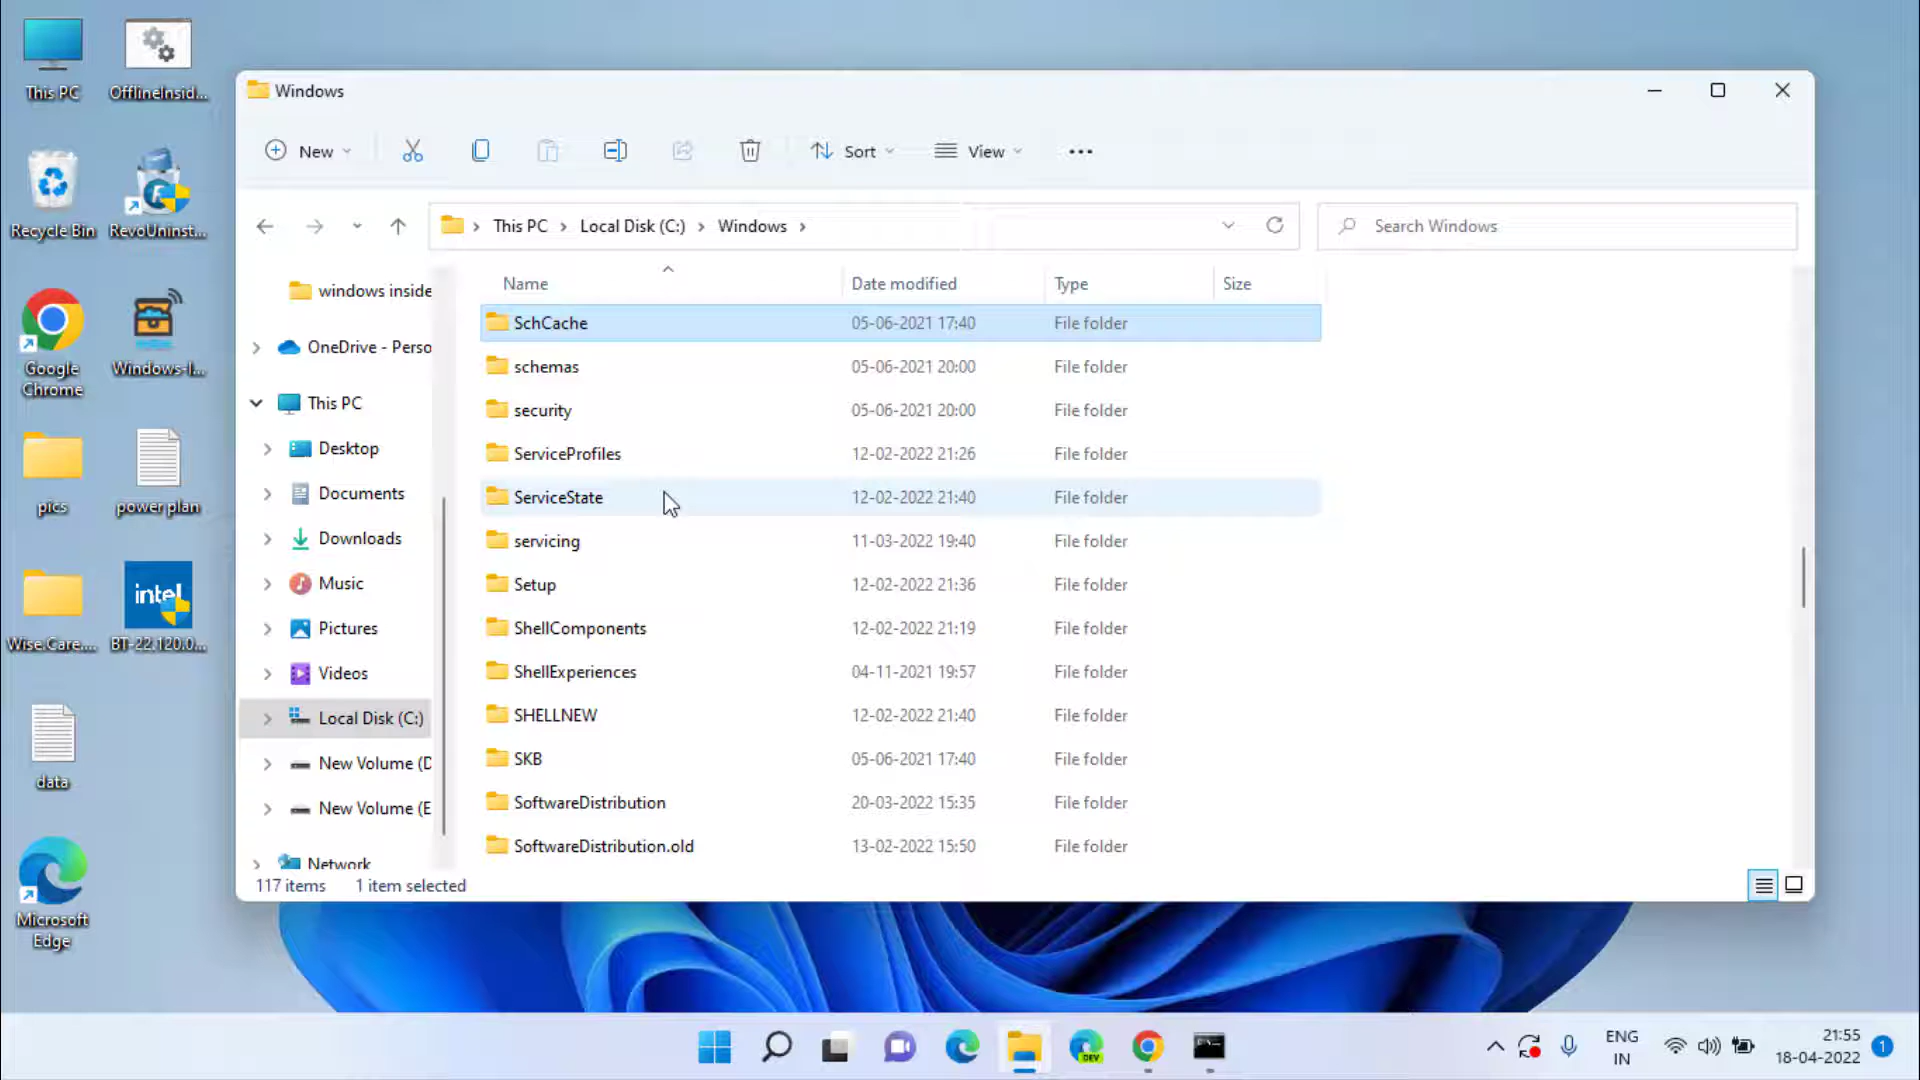 This PC
OfflineInsid...
Recycle Bin
RevoUninst...
Google
Chrome
Windows-I...
pics
power plan
Wise.Care....
intel
BT-22.120.0...
data
Microsoft
Edge
Windows
New
Sort
View
This PC
Local Disk (C:)
Windows
Search Windows
windows inside
OneDrive - Perso
This PC
Desktop
Documents
Downloads
Music
Pictures
Videos
Local Disk (C:)
New Volume (D
New Volume (E
Network
Name Date modified Type Size
SchCache 05-06-2021 17:40 File folder
schemas 05-06-2021 20:00 File folder
security 05-06-2021 20:00 File folder
ServiceProfiles 12-02-2022 21:26 File folder
ServiceState 12-02-2022 21:40 File folder
servicing 11-03-2022 19:40 File folder
Setup 12-02-2022 21:36 File folder
ShellComponents 12-02-2022 21:19 File folder
ShellExperiences 04-11-2021 19:57 File folder
SHELLNEW 12-02-2022 21:40 File folder
SKB 05-06-2021 17:40 File folder
SoftwareDistribution 20-03-2022 15:35 File folder
SoftwareDistribution.old 13-02-2022 15:50 File folder
117 items 1 item selected
DEV
ENG
IN
21:55
18-04-2022
1